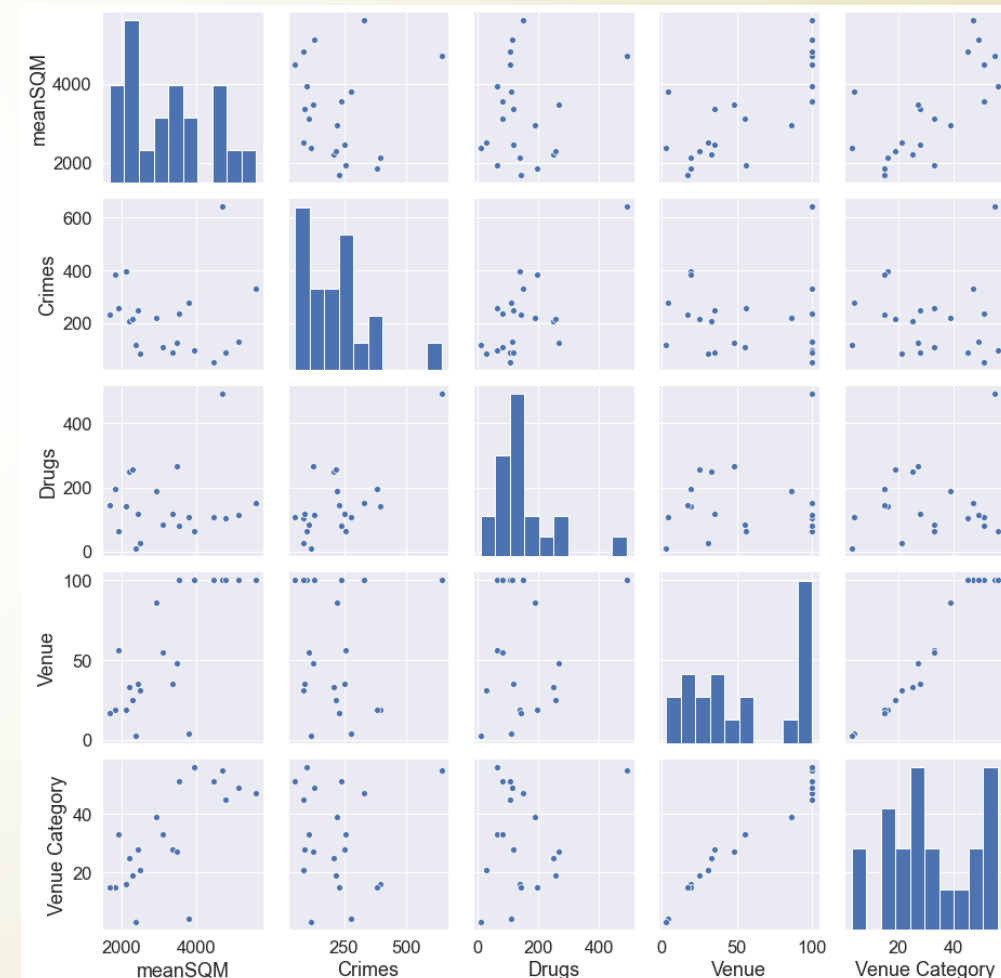 meanSQM
4000
2000
Crimes
600
400
200
Drugs
400
200
0
Venue
100
50
0
Venue Category
40
20
2000 4000 250 500 0 200 400 0 50 100 20 40
meanSQM Crimes Drugs Venue Venue Category